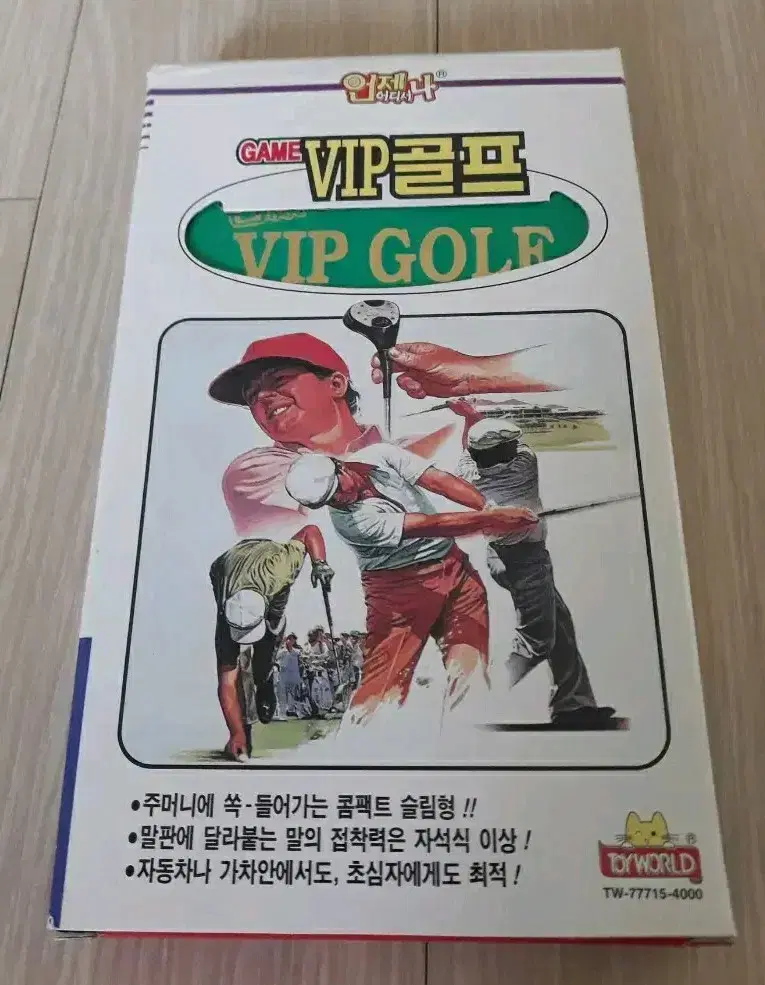 언제나®
어디서
GAME VIP골프
VIP GOLF
•주머니에 쏙-들어가는 콤팩트 슬림형!!
•말판에 달라붙는 말의 접착력은 자석식 이상!
•자동차나 가차안에서도, 초심자에게도 최적!
®
TOYWORLD
TW-77715-4000